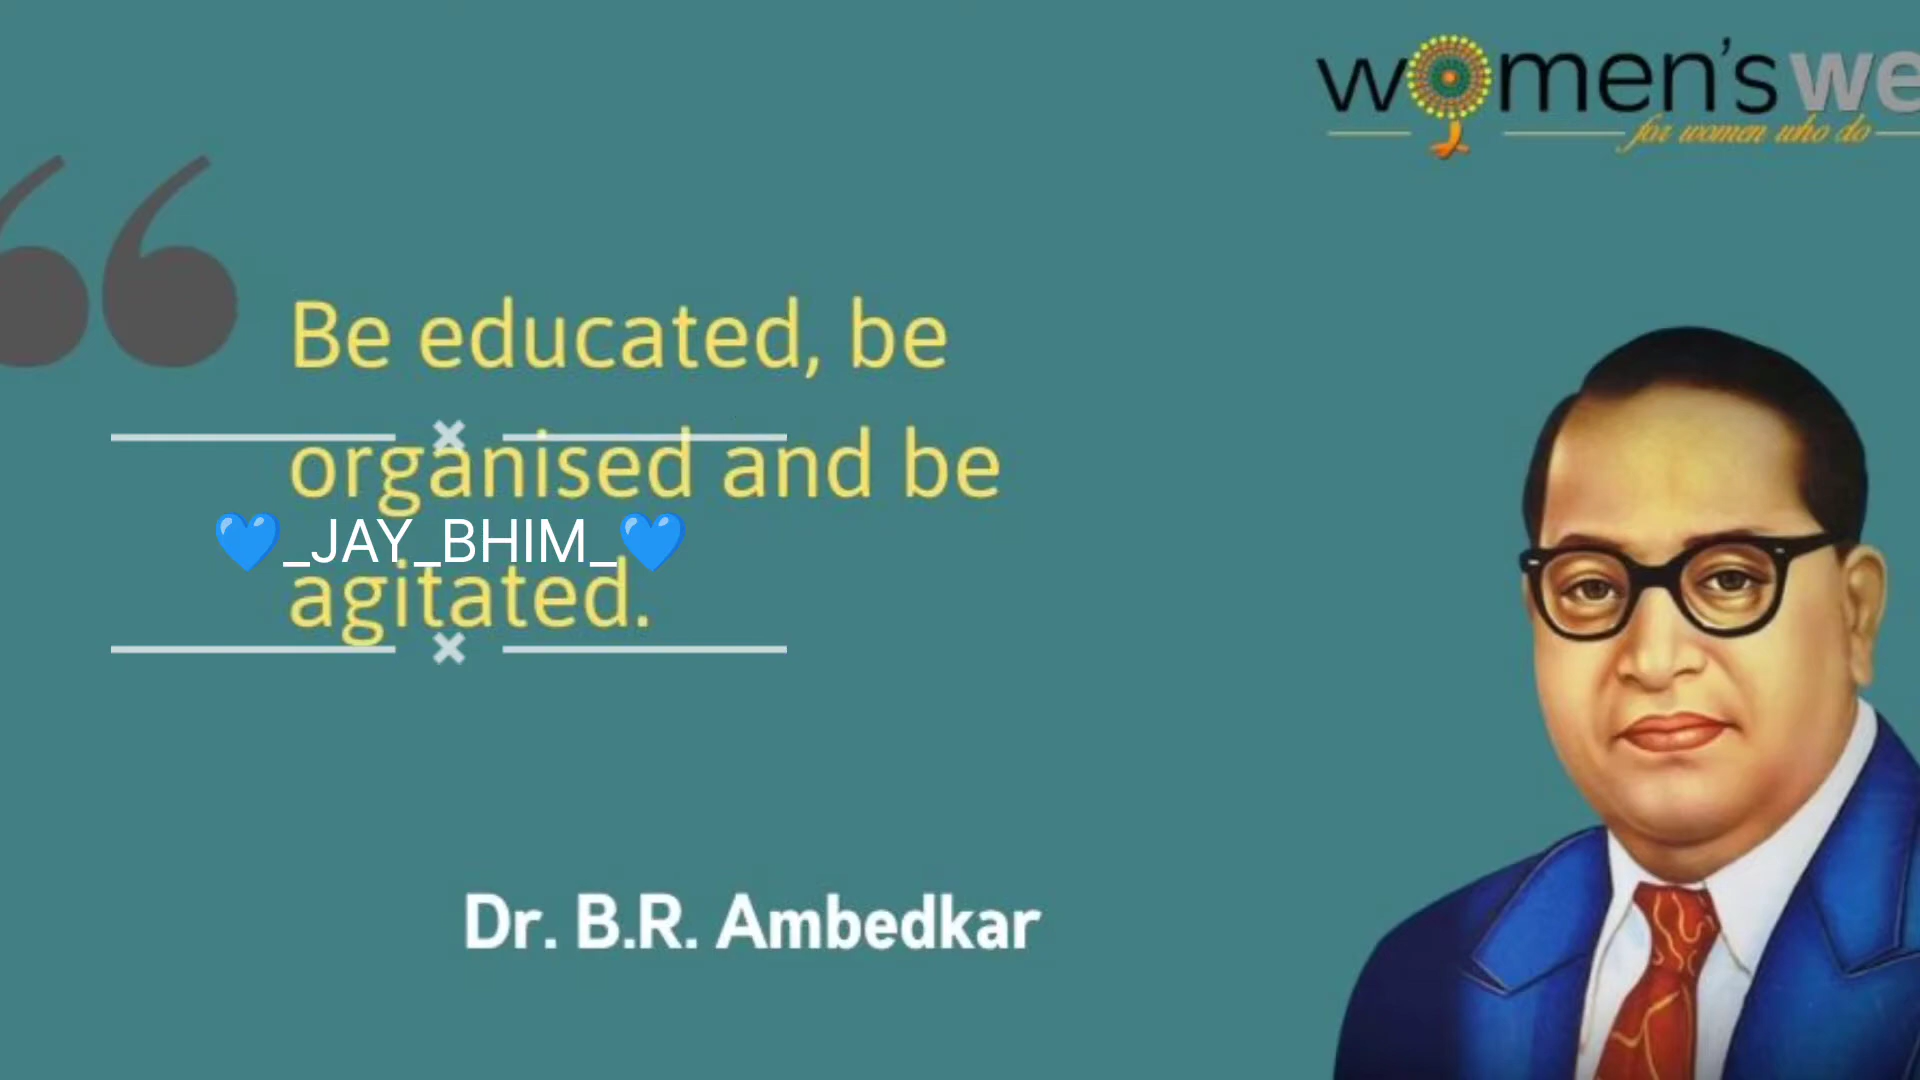 women's we
for women who do
“
Be educated, be
organised and be
💙_JAY_BHIM_💙
agitated.
Dr. B.R. Ambedkar